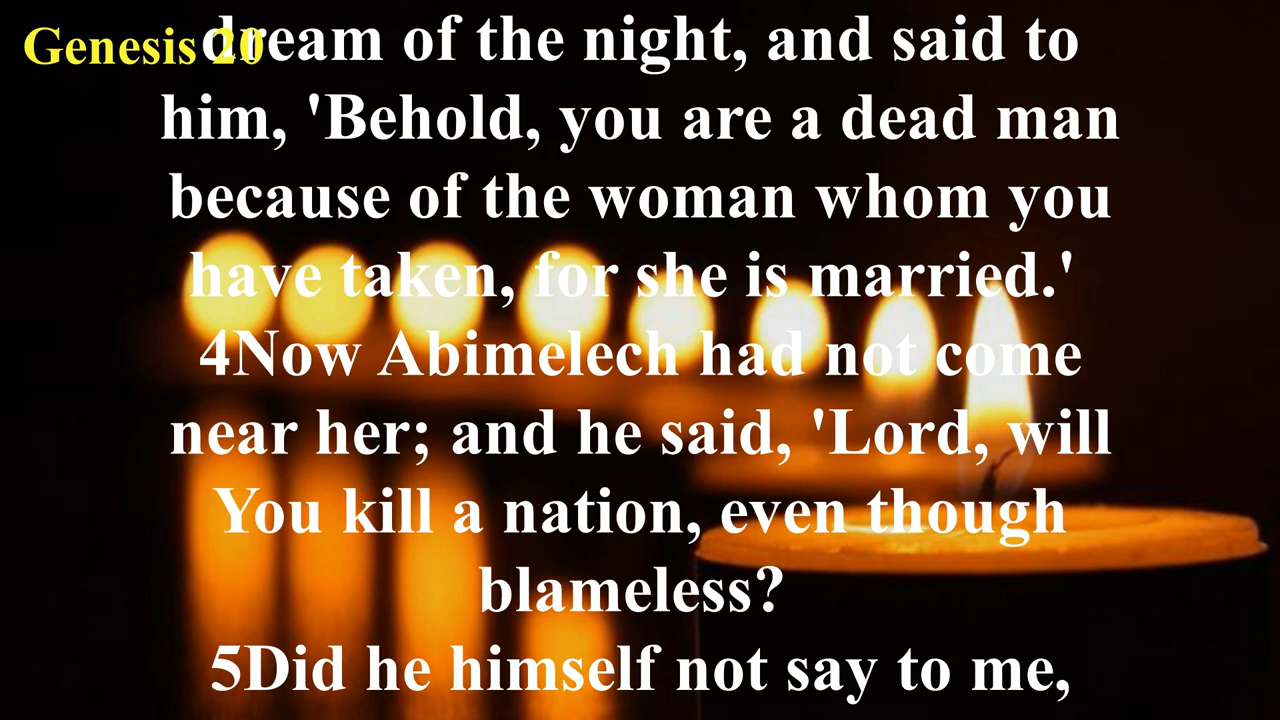 Genesis 20
dream of the night, and said to
him, 'Behold, you are a dead man
because of the woman whom you
have taken, for she is married.'
4Now Abimelech had not come
near her; and he said, 'Lord, will
You kill a nation, even though
blameless?
5Did he himself not say to me,